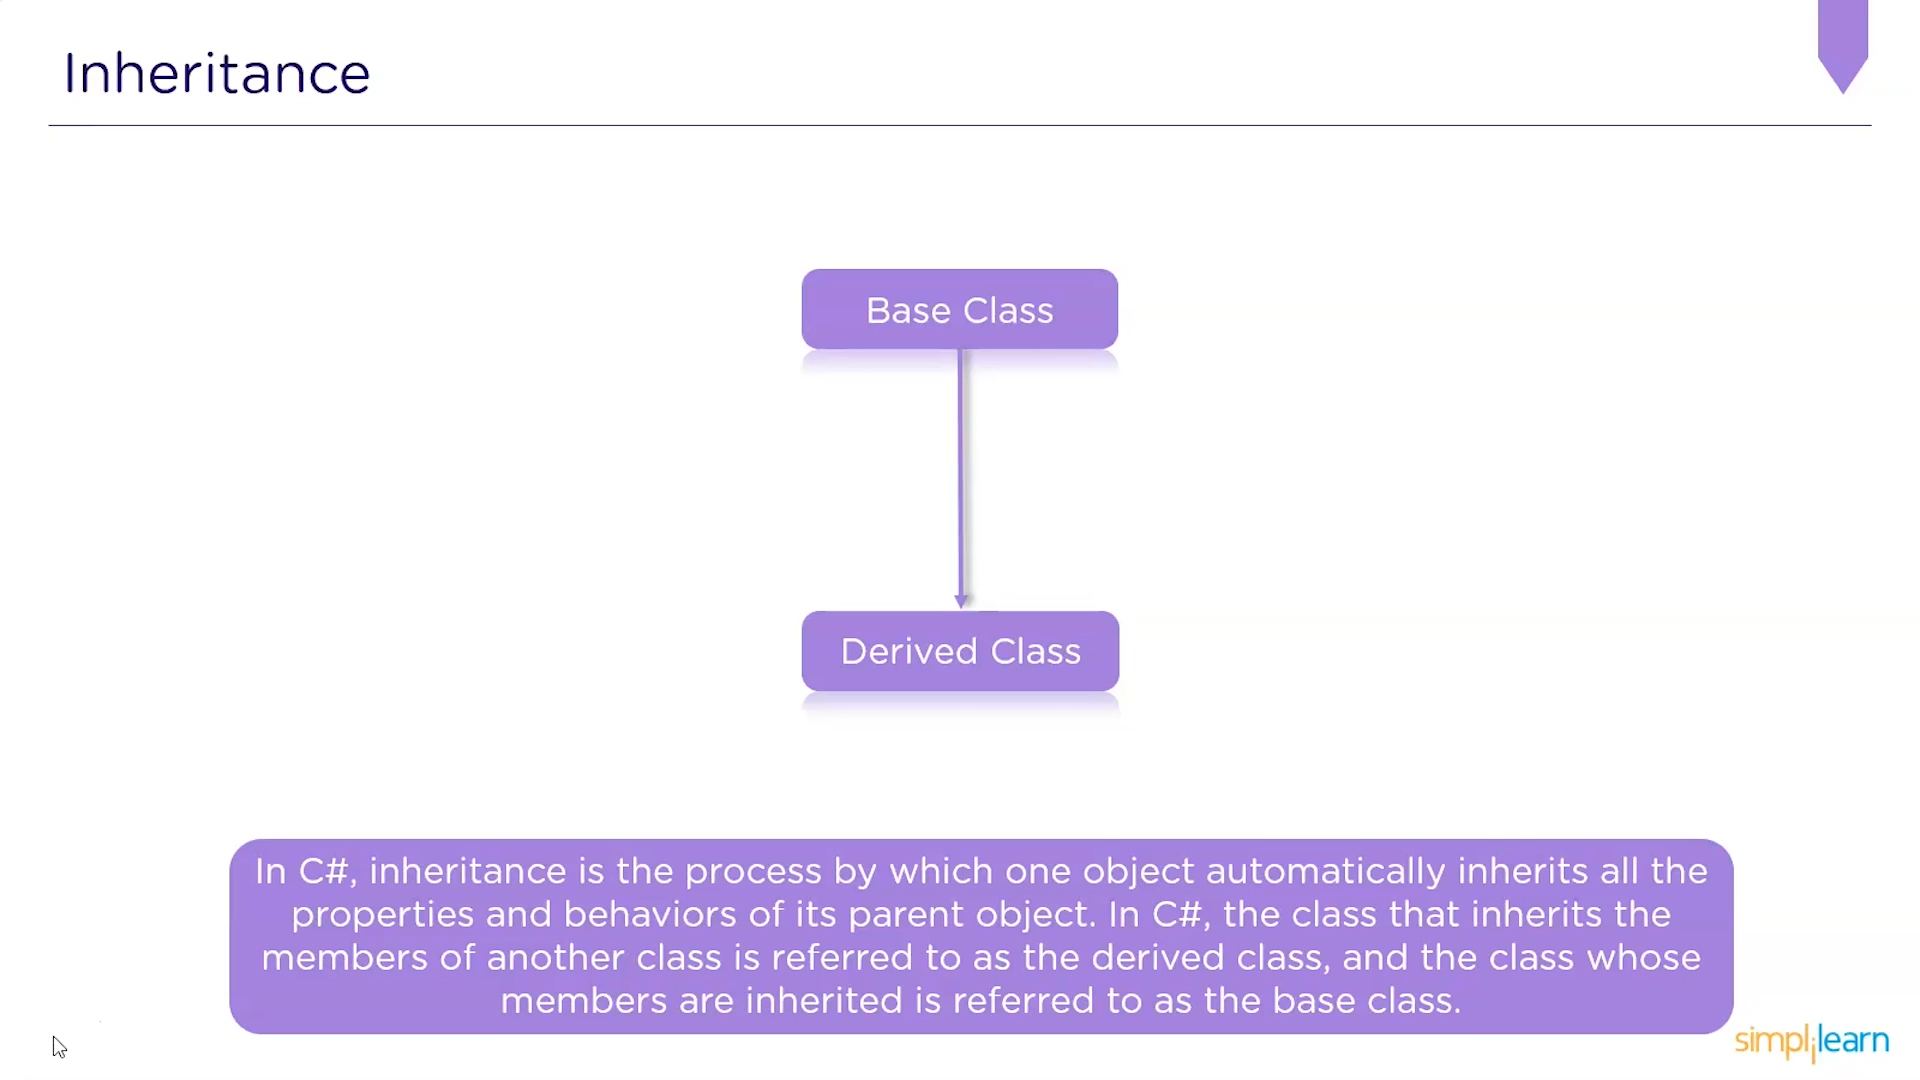 Inheritance
Base Class
Derived Class
In C#, inheritance is the process by which one object automatically inherits all the
properties and behaviors of its parent object. In C#, the class that inherits the
members of another class is referred to as the derived class, and the class whose
members are inherited is referred to as the base class.
simplilearn